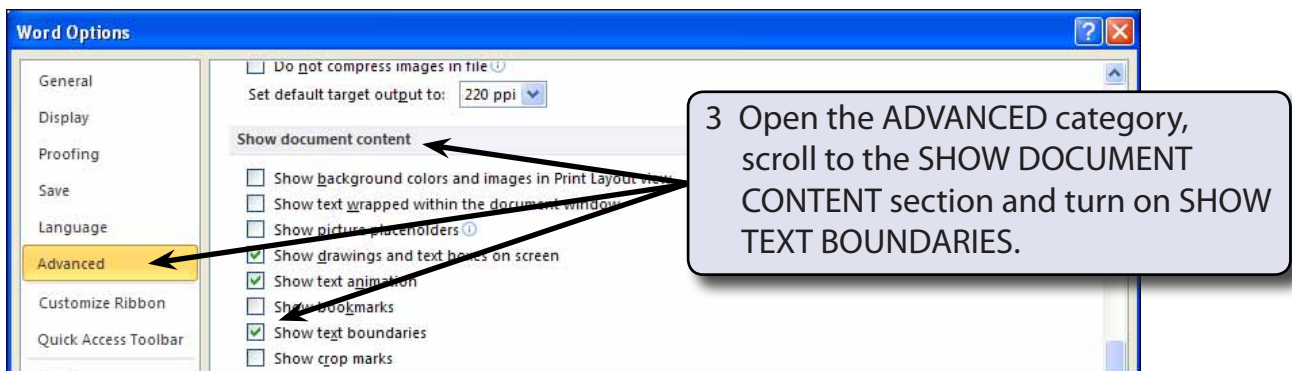 Word Options
General
Display
Proofing
Save
Language
Advanced
Customize Ribbon
Quick Access Toolbar
Do not compress images in file
Set default target output to: 220 ppi
Show document content
Show background colors and images in Print Layout view
Show text wrapped within the document window
Show picture placeholders
Show drawings and text boxes on screen
Show text animation
Show bookmarks
Show text boundaries
Show crop marks
3 Open the ADVANCED category,
scroll to the SHOW DOCUMENT
CONTENT section and turn on SHOW
TEXT BOUNDARIES.